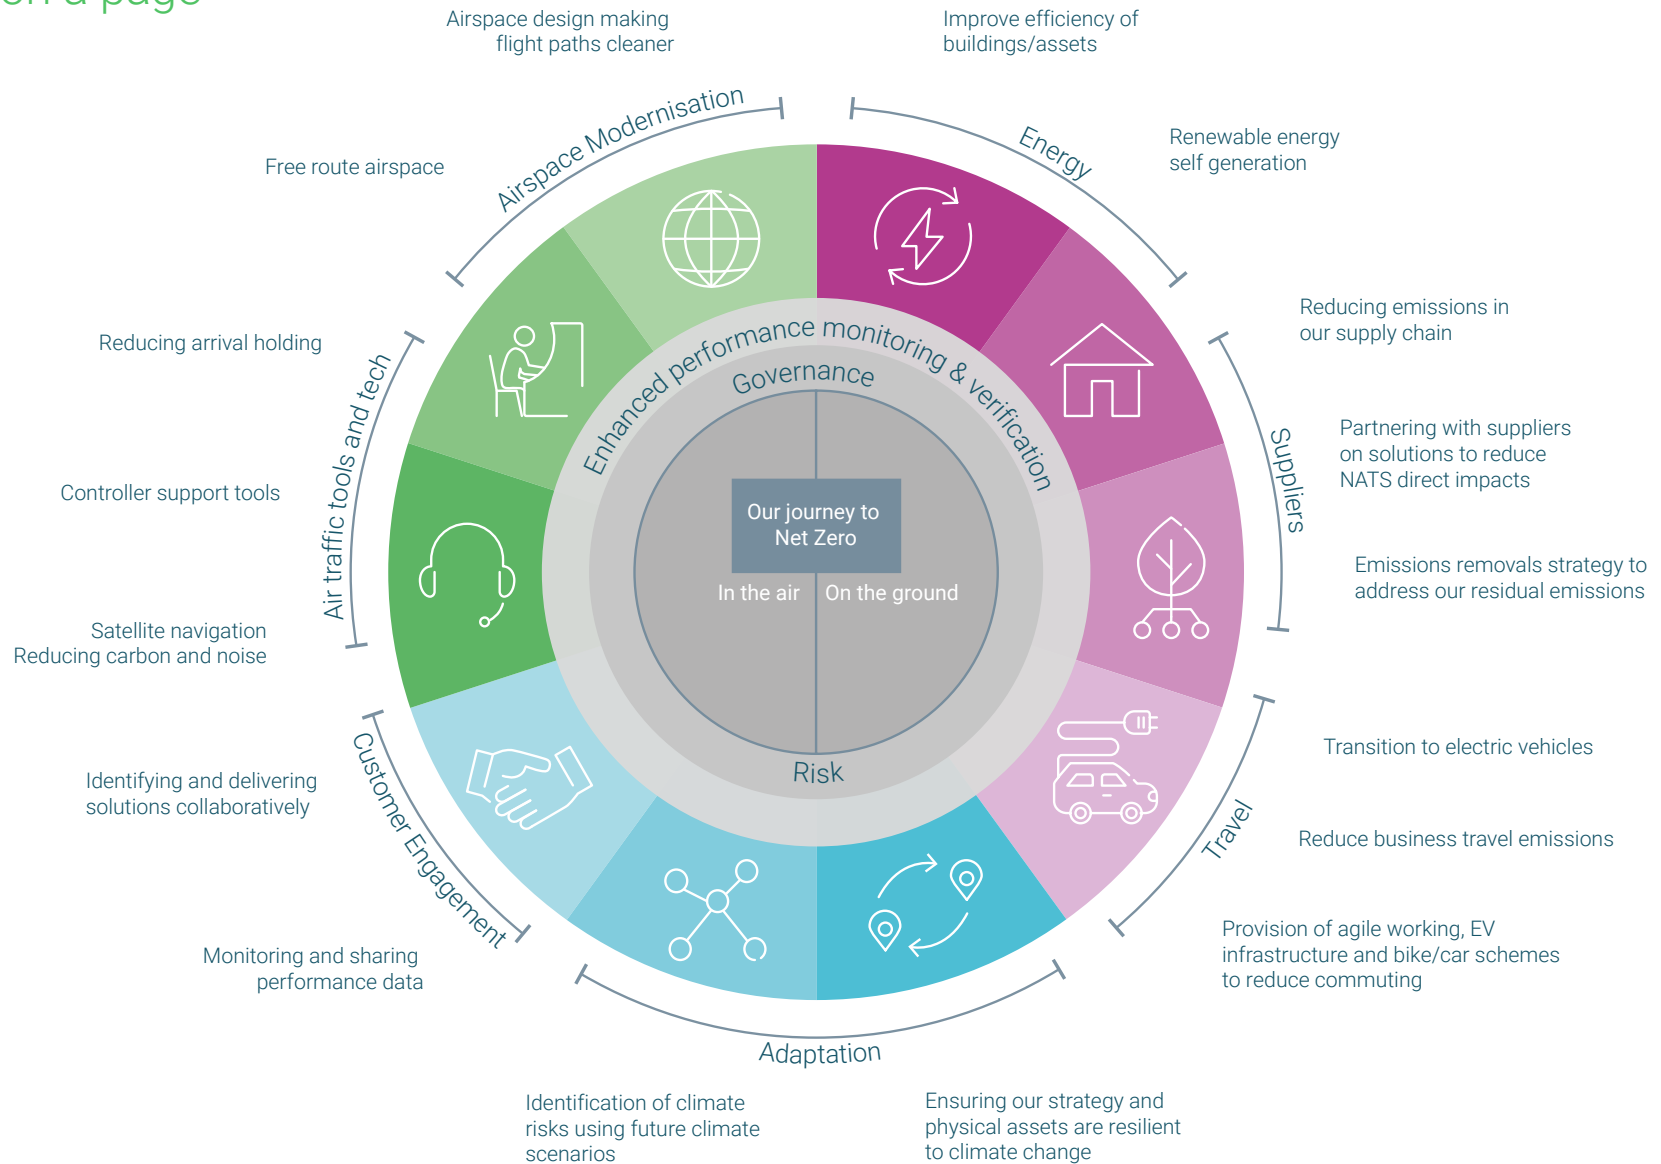 on a page
Airspace design making
flight paths cleaner
Improve efficiency of
buildings/assets
Airspace Modernisation
Energy
Free route airspace
Renewable energy
self generation
Reducing arrival holding
Reducing emissions in
our supply chain
Air traffic tools and tech
Suppliers
Enhanced performance monitoring & verification
Governance
Partnering with suppliers
on solutions to reduce
NATS direct impacts
Controller support tools
Our journey to
Net Zero
In the air
On the ground
Emissions removals strategy to
address our residual emissions
Satellite navigation
Reducing carbon and noise
Risk
Customer Engagement
Travel
Identifying and delivering
solutions collaboratively
Transition to electric vehicles
Reduce business travel emissions
Monitoring and sharing
performance data
Provision of agile working, EV
infrastructure and bike/car schemes
to reduce commuting
Adaptation
Identification of climate
risks using future climate
scenarios
Ensuring our strategy and
physical assets are resilient
to climate change